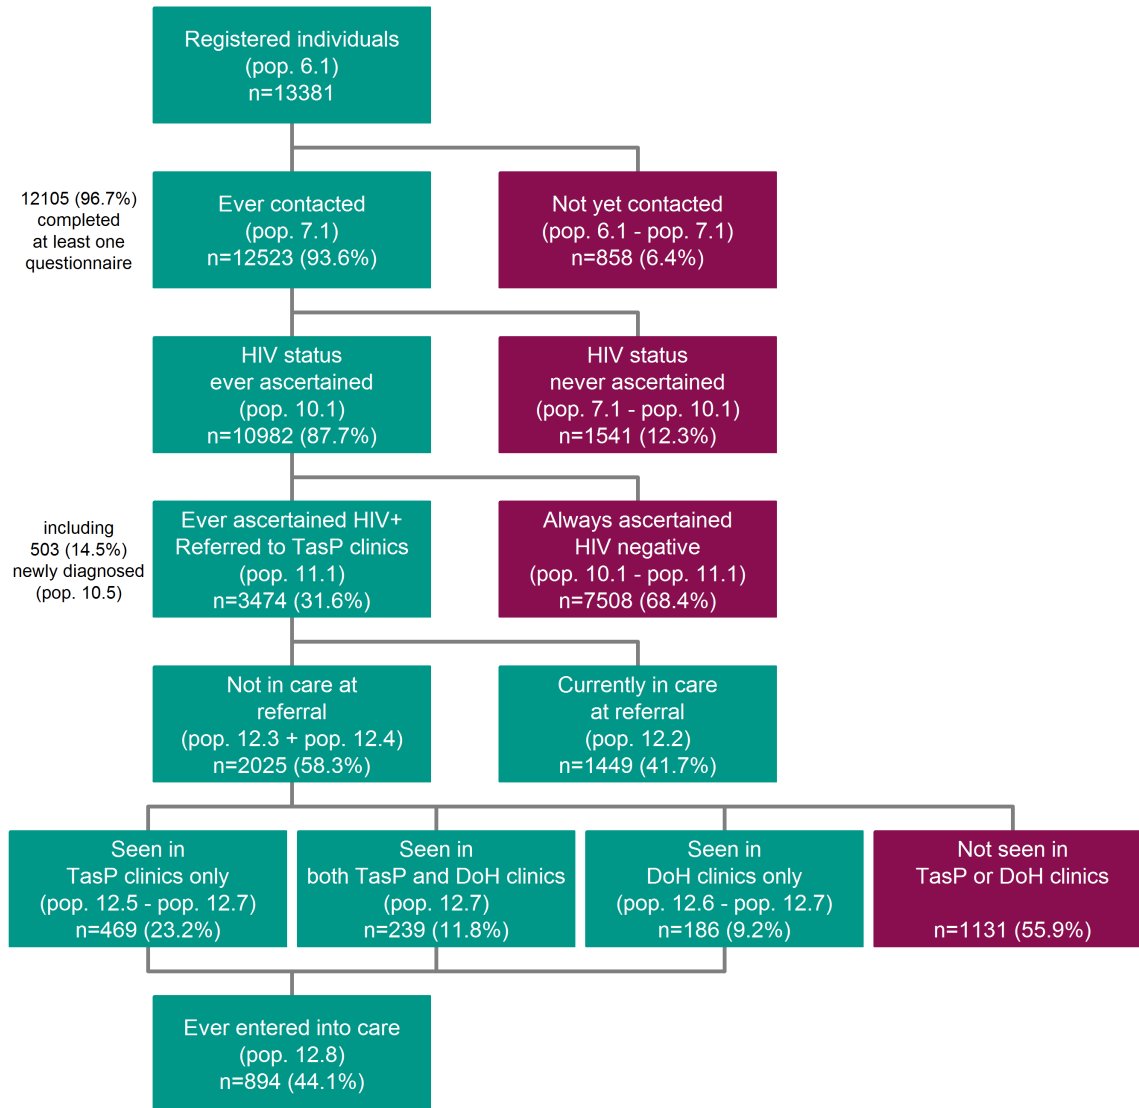 Registered individuals
(pop. 6.1)
n=13381
12105 (96.7%)
completed
at least one
questionnaire
Ever contacted
(pop. 7.1)
n=12523 (93.6%)
Not yet contacted
(pop. 6.1 - pop. 7.1)
n=858 (6.4%)
HIV status
ever ascertained
(pop. 10.1)
n=10982 (87.7%)
HIV status
never ascertained
(pop. 7.1 - pop. 10.1)
n=1541 (12.3%)
including
503 (14.5%)
newly diagnosed
(pop. 10.5)
Ever ascertained HIV+
Referred to TasP clinics
(pop. 11.1)
n=3474 (31.6%)
Always ascertained
HIV negative
(pop. 10.1 - pop. 11.1)
n=7508 (68.4%)
Not in care at
referral
(pop. 12.3 + pop. 12.4)
n=2025 (58.3%)
Currently in care
at referral
(pop. 12.2)
n=1449 (41.7%)
Seen in
TasP clinics only
(pop. 12.5 - pop. 12.7)
n=469 (23.2%)
Seen in
both TasP and DoH clinics
(pop. 12.7)
n=239 (11.8%)
Seen in
DoH clinics only
(pop. 12.6 - pop. 12.7)
n=186 (9.2%)
Not seen in
TasP or DoH clinics
n=1131 (55.9%)
Ever entered into care
(pop. 12.8)
n=894 (44.1%)